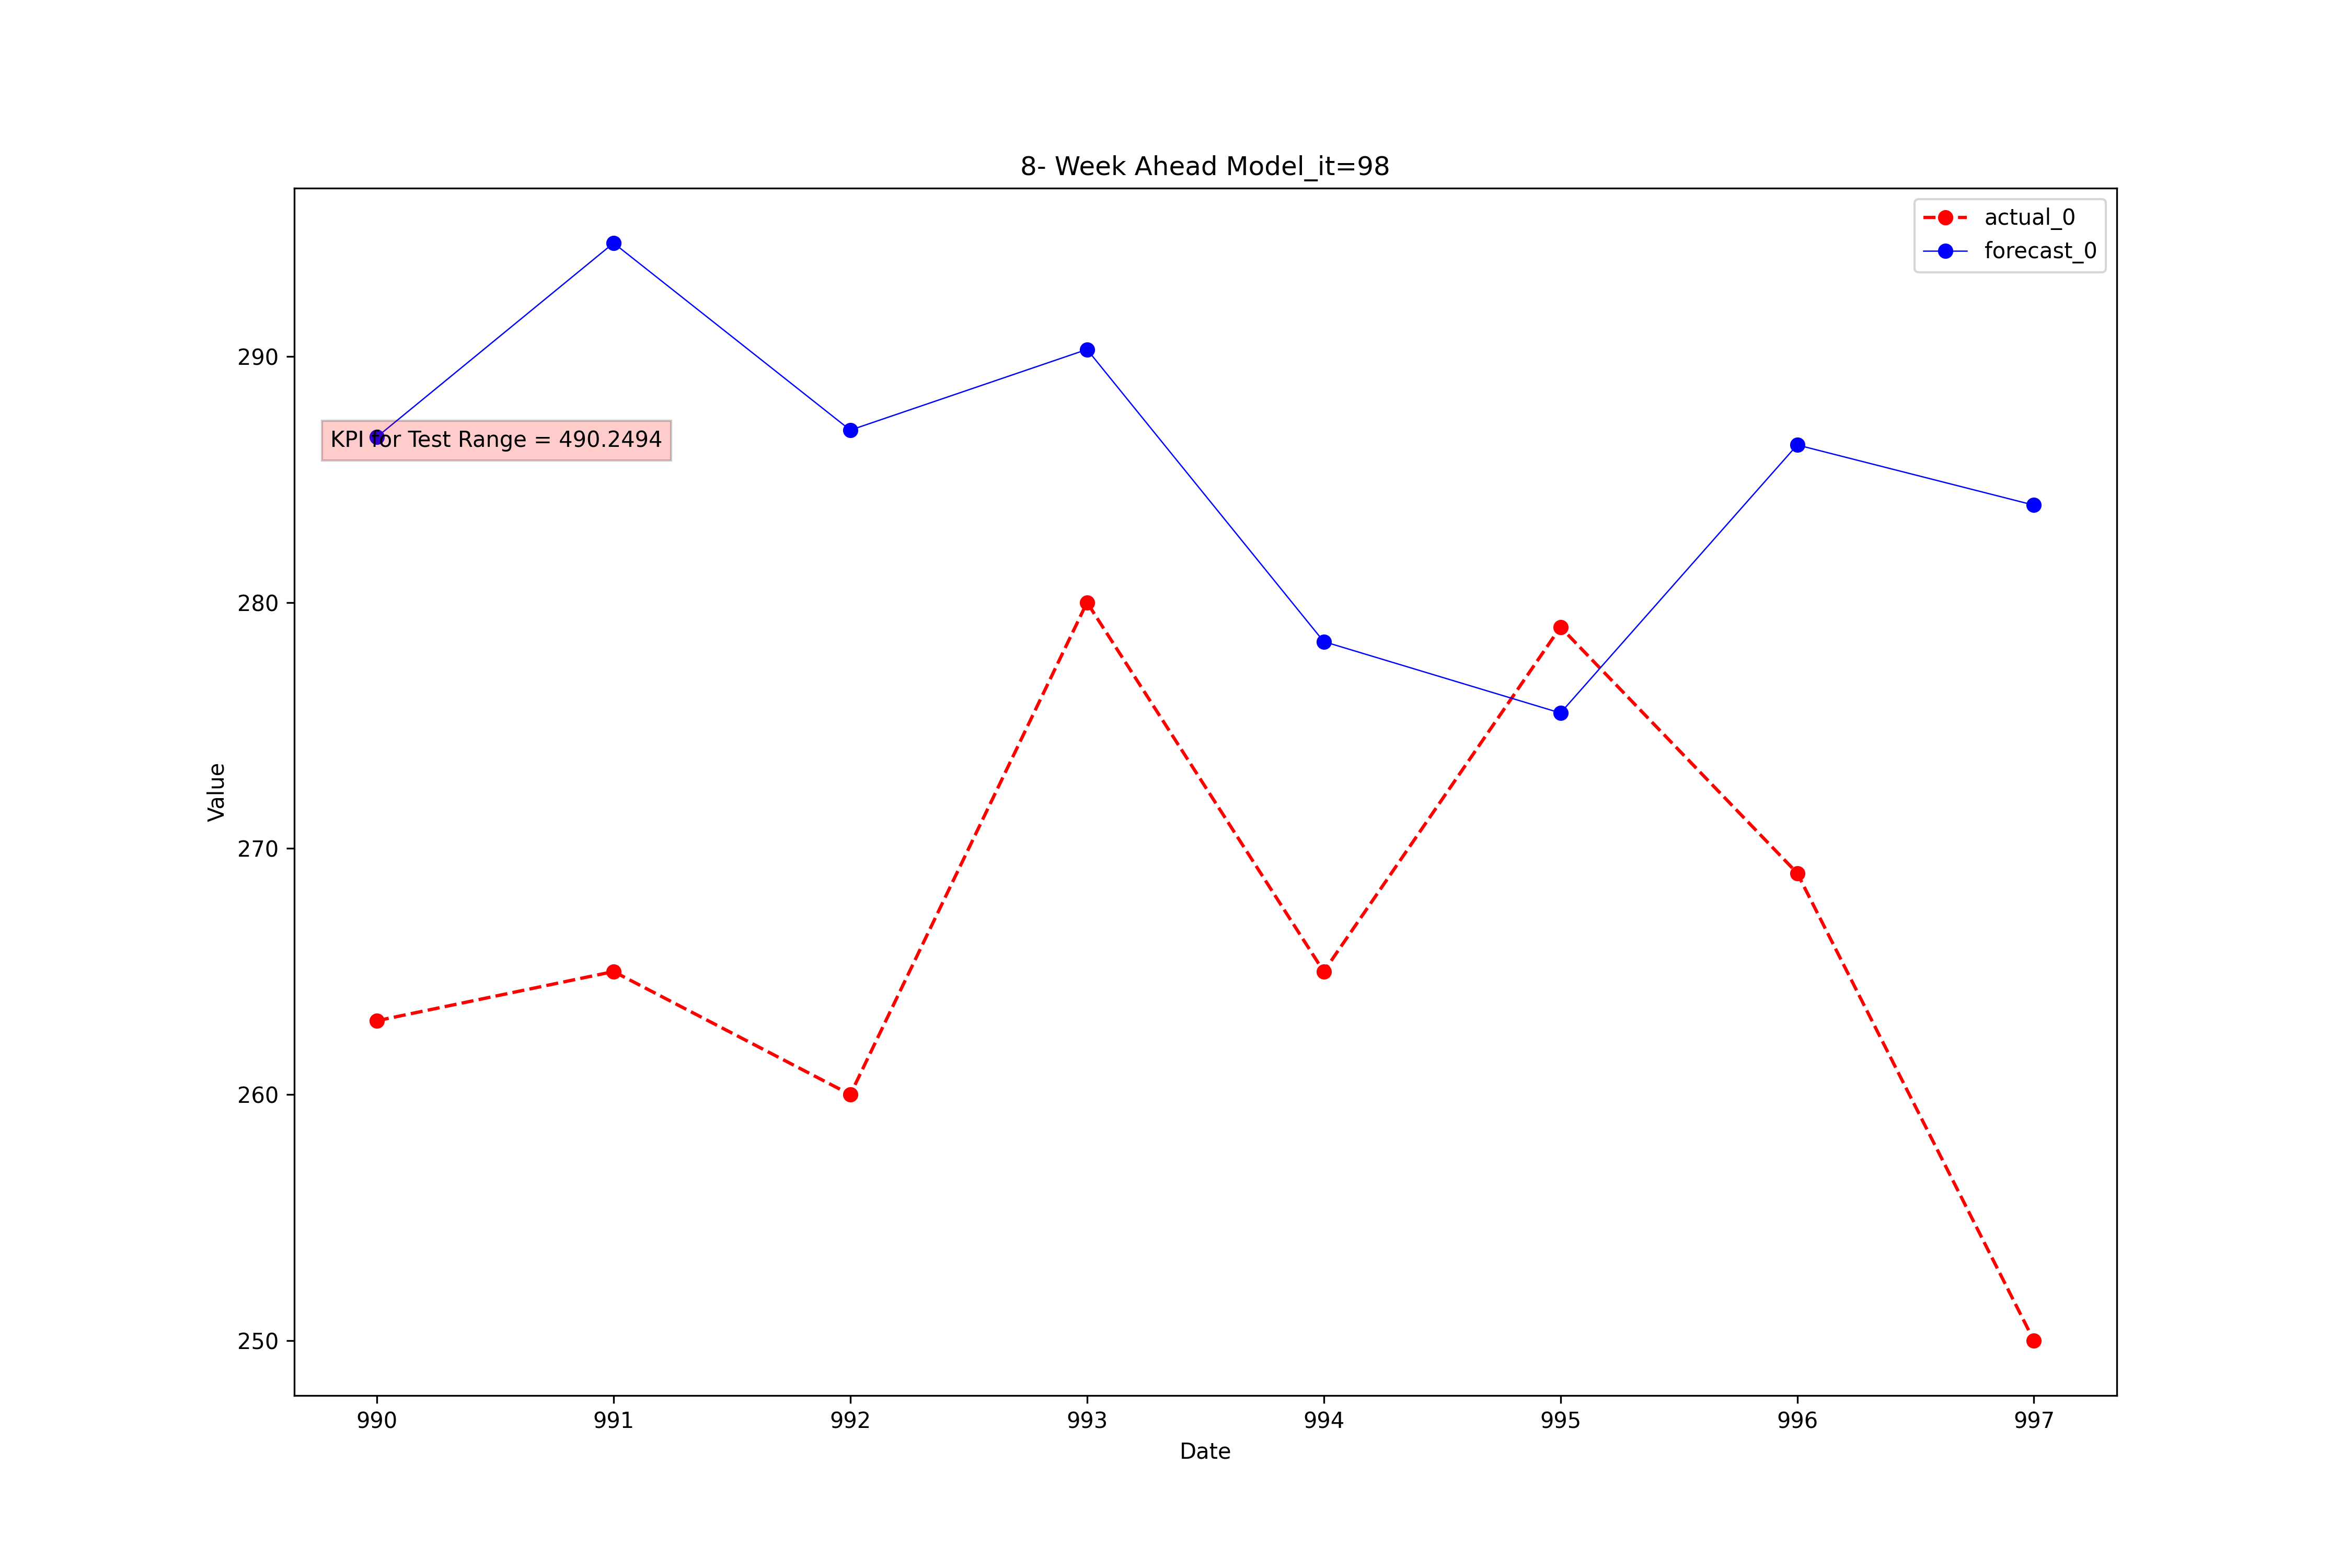 8- Week Ahead Model_it=98
actual_0
forecast_0
290
KPI for Test Range = 490.2494
280
270
Value
260
250
990 991 992 993 994 995 996 997
Date